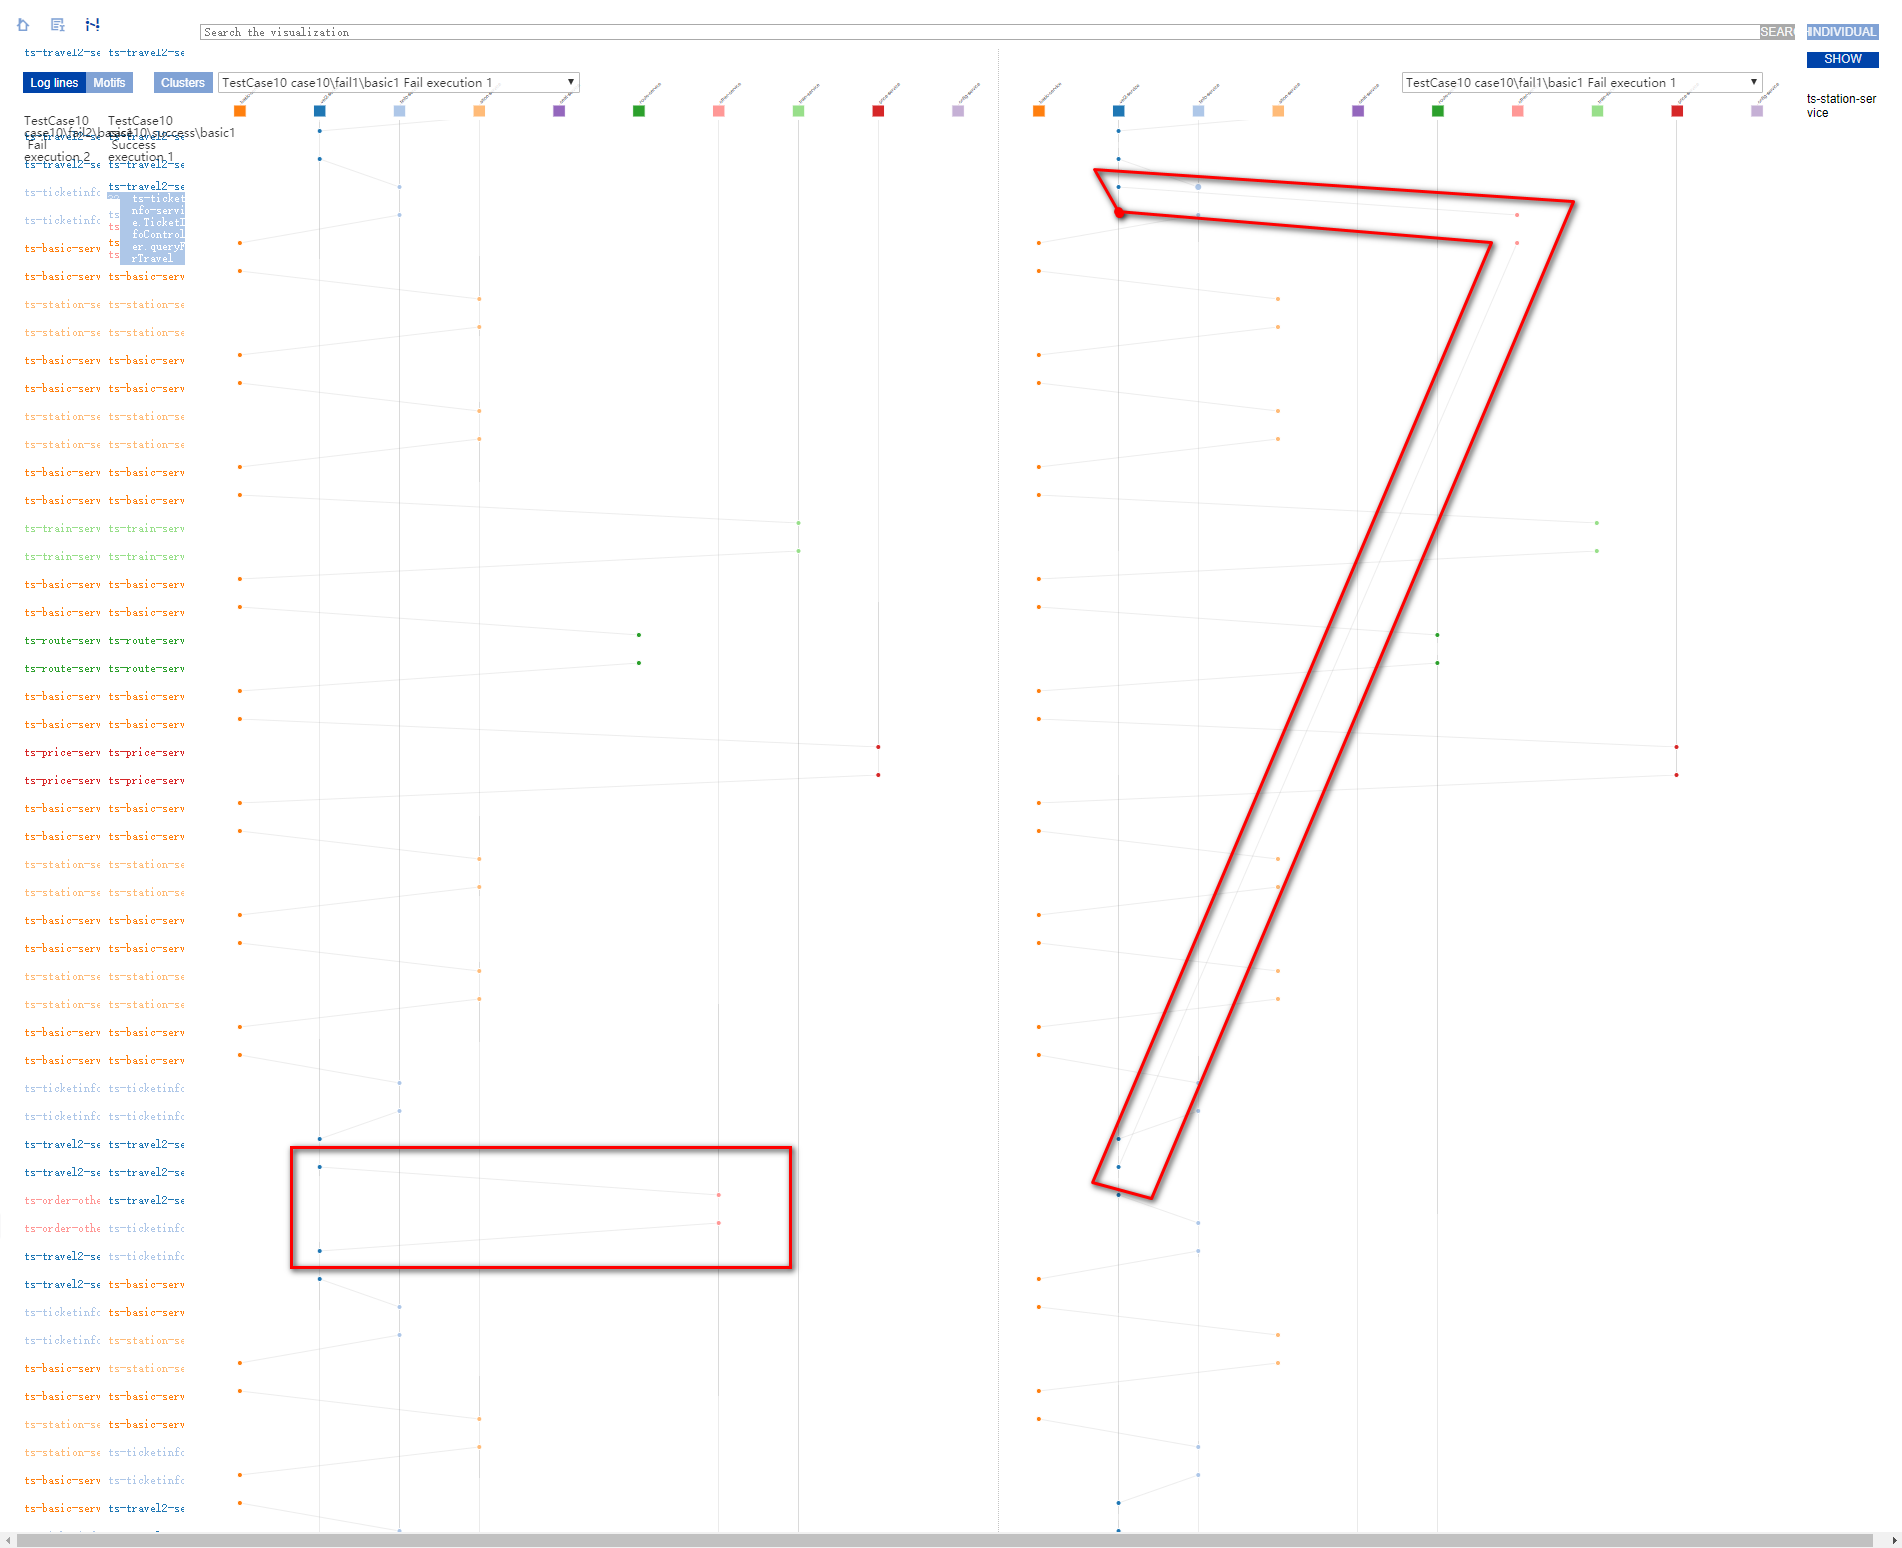 Search the visualization
SEAR
INDIVIDUAL
SHOW
ts-travel2-se ts-travel2-se
Log lines Motifs Clusters
TestCase10 case10\fail1\basic1 Fail execution 1
TestCase10 case10\fail1\basic1 Fail execution 1
ts-station-ser
vice
TestCase10
case10\fail2\basic1
Fail
execution 2
TestCase10
case10\success\basic1
Success
execution 1
ts-travel2-se ts-travel2-se
ts-travel2-se ts-travel2-se
ts-ticketinfo ts-travel2-se
ts-ticket
nfo-servi
e.TicketI
foControl
er.queryF
rTravel
ts-ticketinfo
ts-basic-serv
ts-basic-serv ts-basic-serv
ts-station-se ts-station-se
ts-station-se ts-station-se
ts-basic-serv ts-basic-serv
ts-basic-serv ts-basic-serv
ts-station-se ts-station-se
ts-station-se ts-station-se
ts-basic-serv ts-basic-serv
ts-basic-serv ts-basic-serv
ts-train-serv ts-train-serv
ts-train-serv ts-train-serv
ts-basic-serv ts-basic-serv
ts-basic-serv ts-basic-serv
ts-route-serv ts-route-serv
ts-route-serv ts-route-serv
ts-basic-serv ts-basic-serv
ts-basic-serv ts-basic-serv
ts-price-serv ts-price-serv
ts-price-serv ts-price-serv
ts-basic-serv ts-basic-serv
ts-basic-serv ts-basic-serv
ts-station-se ts-station-se
ts-station-se ts-station-se
ts-basic-serv ts-basic-serv
ts-basic-serv ts-basic-serv
ts-station-se ts-station-se
ts-station-se ts-station-se
ts-basic-serv ts-basic-serv
ts-basic-serv ts-basic-serv
ts-ticketinfo ts-ticketinfo
ts-ticketinfo ts-ticketinfo
ts-travel2-se ts-travel2-se
ts-travel2-se ts-travel2-se
ts-order-othe ts-travel2-se
ts-order-othe ts-ticketinfo
ts-travel2-se ts-ticketinfo
ts-travel2-se ts-basic-serv
ts-ticketinfo ts-basic-serv
ts-ticketinfo ts-station-se
ts-basic-serv ts-station-se
ts-basic-serv ts-basic-serv
ts-station-se ts-basic-serv
ts-station-se ts-ticketinfo
ts-basic-serv ts-ticketinfo
ts-basic-serv ts-travel2-se